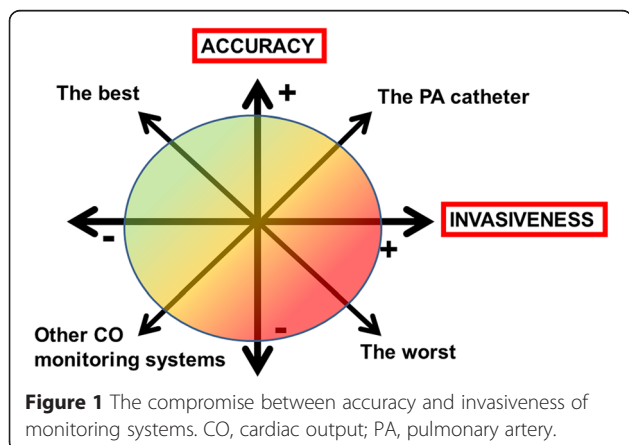 ACCURACY
The best
+
The PA catheter
INVASIVENESS
-
+
Other CO
monitoring systems
-
The worst
Figure 1 The compromise between accuracy and invasiveness of
monitoring systems. CO, cardiac output; PA, pulmonary artery.